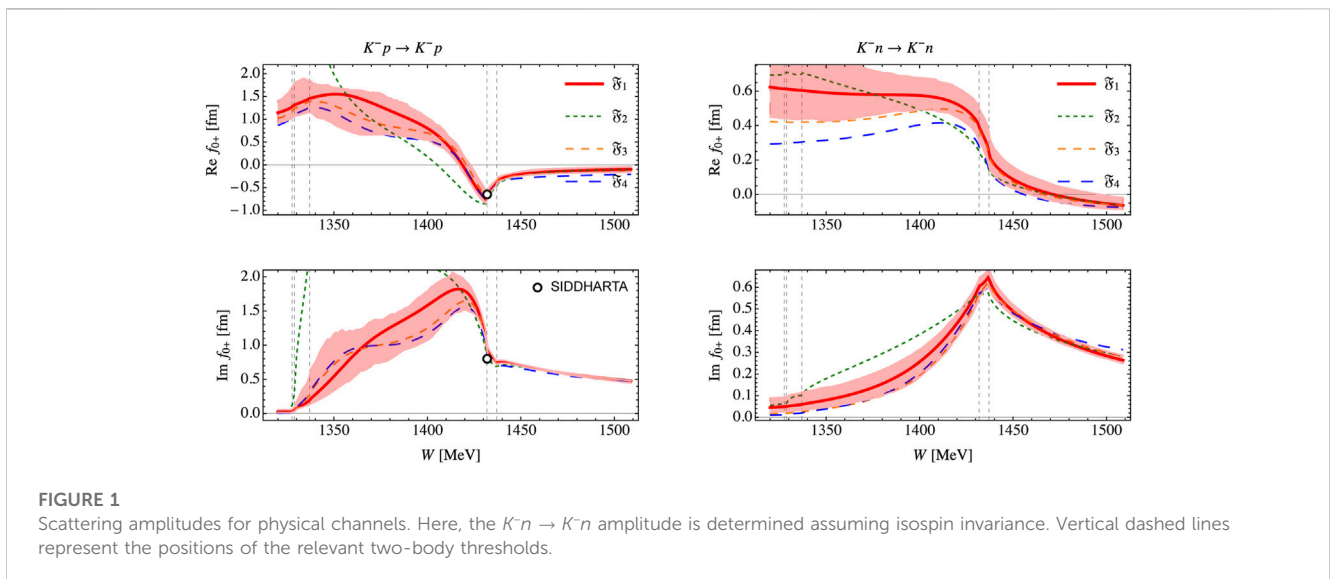 K⁻p → K⁻p
K⁻n → K⁻n
2.0
1.5
1.0
0.5
0.0
−0.5
−1.0
Re f₀₊ [fm]
𝔉₁
𝔉₂
𝔉₃
𝔉₄
1350
1400
1450
1500
0.6
0.4
0.2
0.0
Re f₀₊ [fm]
𝔉₁
𝔉₂
𝔉₃
𝔉₄
1350
1400
1450
1500
2.0
1.5
1.0
0.5
0.0
Im f₀₊ [fm]
SIDDHARTA
1350
1400
1450
1500
W [MeV]
0.6
0.5
0.4
0.3
0.2
0.1
0.0
Im f₀₊ [fm]
1350
1400
1450
1500
W [MeV]
FIGURE 1
Scattering amplitudes for physical channels. Here, the K⁻n → K⁻n amplitude is determined assuming isospin invariance. Vertical dashed lines
represent the positions of the relevant two-body thresholds.